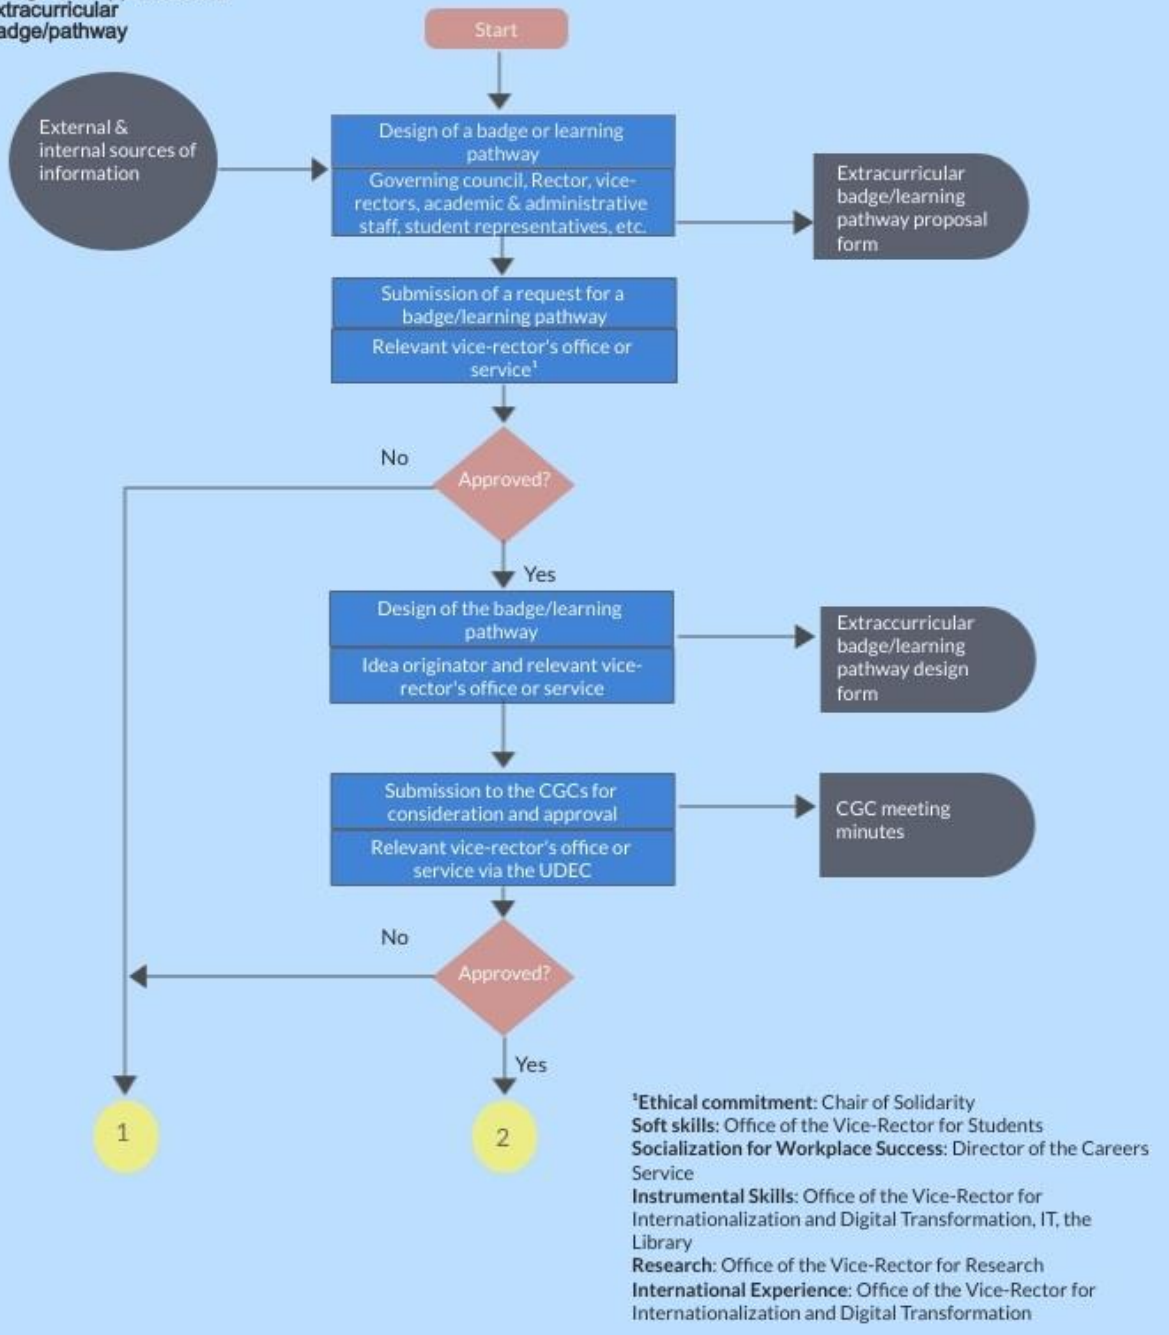 xtracurricular
adge/pathway
Start
External &
internal sources of
information
Design of a badge or learning
pathway
Governing council, Rector, vice-
rectors, academic & administrative
staff, student representatives, etc.
Extracurricular
badge/learning
pathway proposal
form
Submission of a request for a
badge/learning pathway
Relevant vice-rector's office or
service¹
No
Approved?
Yes
Design of the badge/learning
pathway
Idea originator and relevant vice-
rector's office or service
Extraccurricular
badge/learning
pathway design
form
Submission to the CGCs for
consideration and approval
Relevant vice-rector's office or
service via the UDEC
CGC meeting
minutes
No
Approved?
Yes
1
2
¹Ethical commitment: Chair of Solidarity
Soft skills: Office of the Vice-Rector for Students
Socialization for Workplace Success: Director of the Careers
Service
Instrumental Skills: Office of the Vice-Rector for
Internationalization and Digital Transformation, IT, the
Library
Research: Office of the Vice-Rector for Research
International Experience: Office of the Vice-Rector for
Internationalization and Digital Transformation